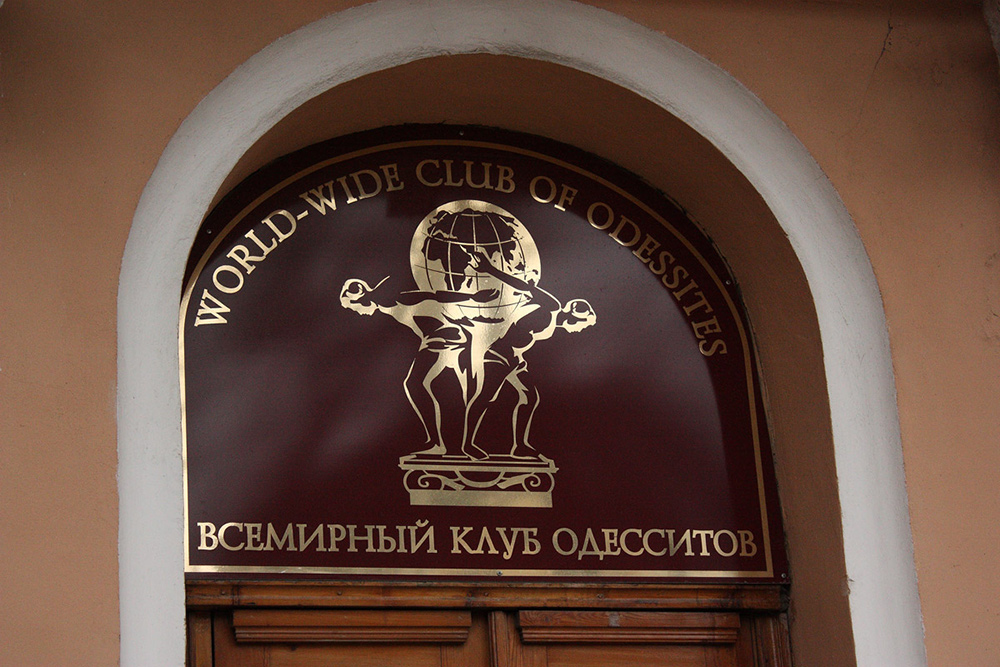 WORLD-WIDE CLUB OF ODESSITES
ВСЕМИРНЫЙ КЛУБ ОДЕССИТОВ